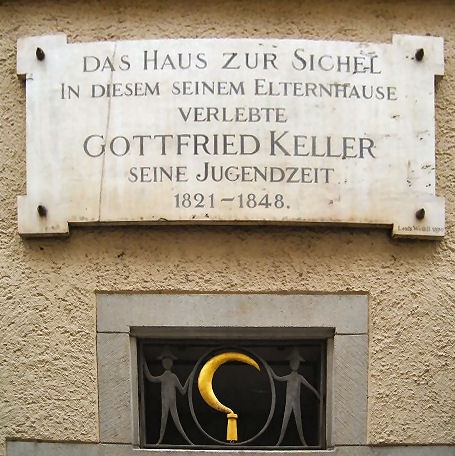 DAS HAUS ZUR SICHEL
IN DIESEM SEINEM ELTERNHAUSE
VERLEBTE
GOTTFRIED KELLER
SEINE JUGENDZEIT
1821–1848.